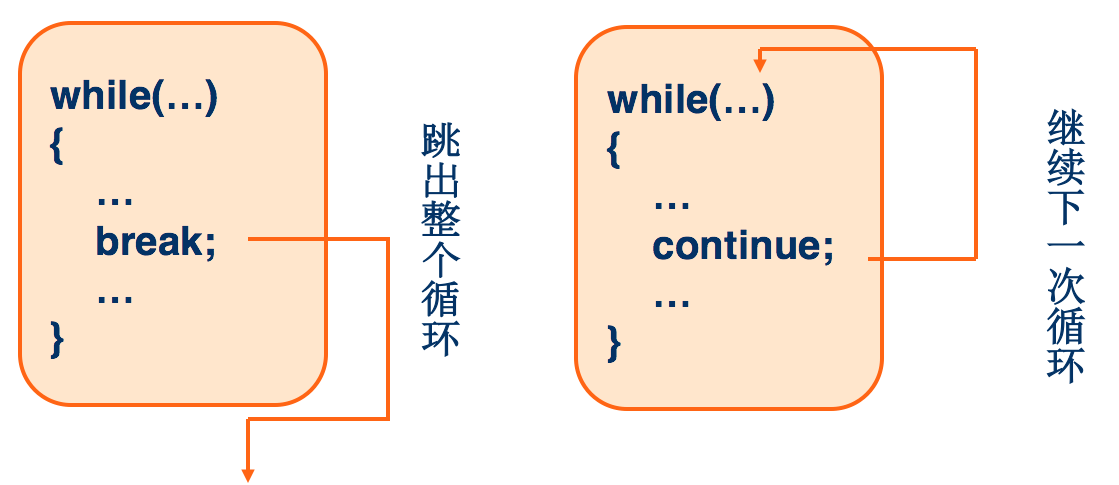 while(…)
{
…
break;
…
}
跳出整个循环
while(…)
{
…
continue;
…
}
继续下一次循环